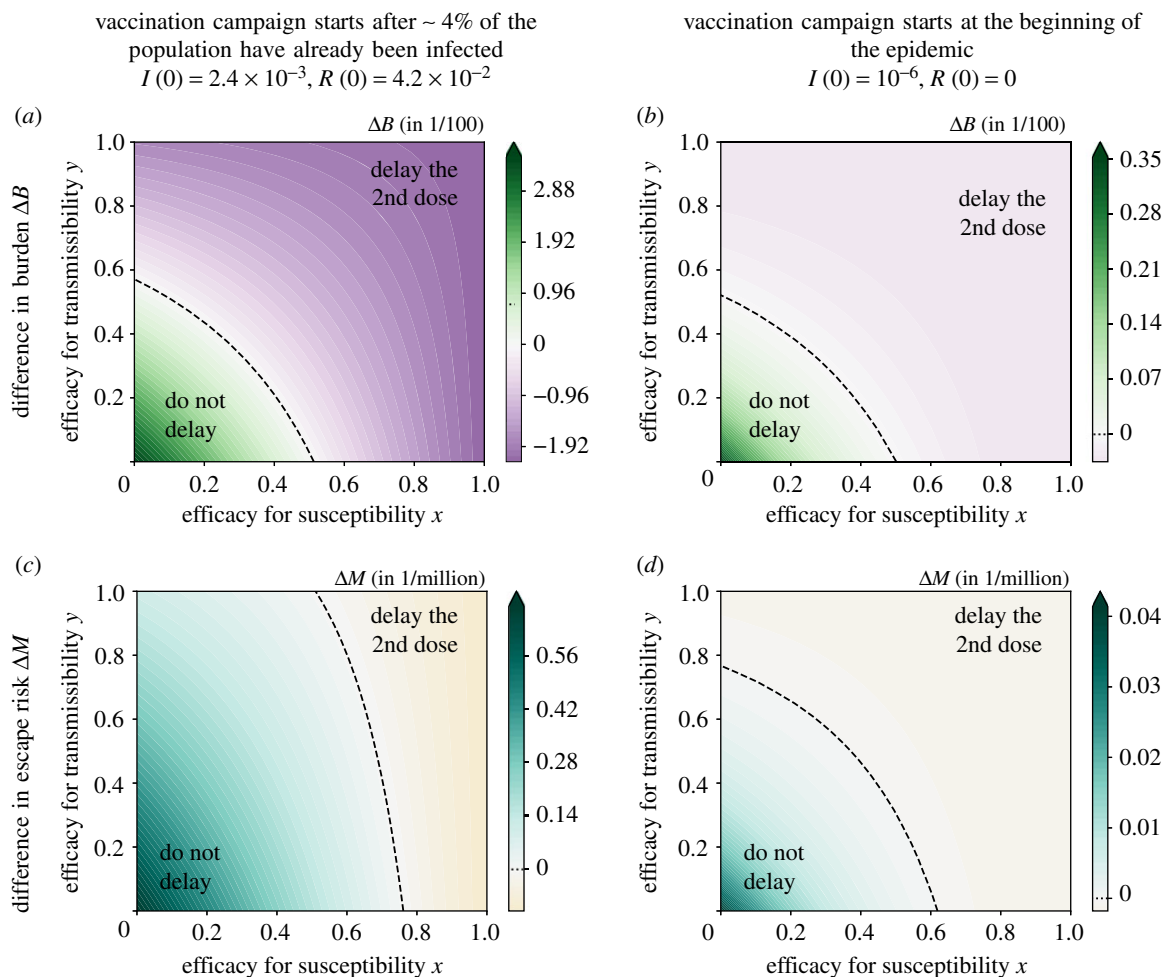 vaccination campaign starts after ~ 4% of the
population have already been infected
I (0) = 2.4 × 10⁻³, R (0) = 4.2 × 10⁻²
vaccination campaign starts at the beginning of
the epidemic
I (0) = 10⁻⁶, R (0) = 0
difference in burden ΔB
(a)
ΔB (in 1/100)
efficacy for transmissibility y
1.0
0.8
0.6
0.4
0.2
0
0.2
0.4
0.6
0.8
1.0
efficacy for susceptibility x
delay the
2nd dose
do not
delay
2.88
1.92
0.96
0
−0.96
−1.92
(b)
ΔB (in 1/100)
efficacy for transmissibility y
1.0
0.8
0.6
0.4
0.2
0
0.2
0.4
0.6
0.8
1.0
efficacy for susceptibility x
delay the
2nd dose
do not
delay
0.35
0.28
0.21
0.14
0.07
0
difference in escape risk ΔM
(c)
ΔM (in 1/million)
efficacy for transmissibility y
1.0
0.8
0.6
0.4
0.2
0
0.2
0.4
0.6
0.8
1.0
efficacy for susceptibility x
delay the
2nd dose
do not
delay
0.56
0.42
0.28
0.14
0
(d)
ΔM (in 1/million)
efficacy for transmissibility y
1.0
0.8
0.6
0.4
0.2
0
0.2
0.4
0.6
0.8
1.0
efficacy for susceptibility x
delay the
2nd dose
do not
delay
0.04
0.03
0.02
0.01
0